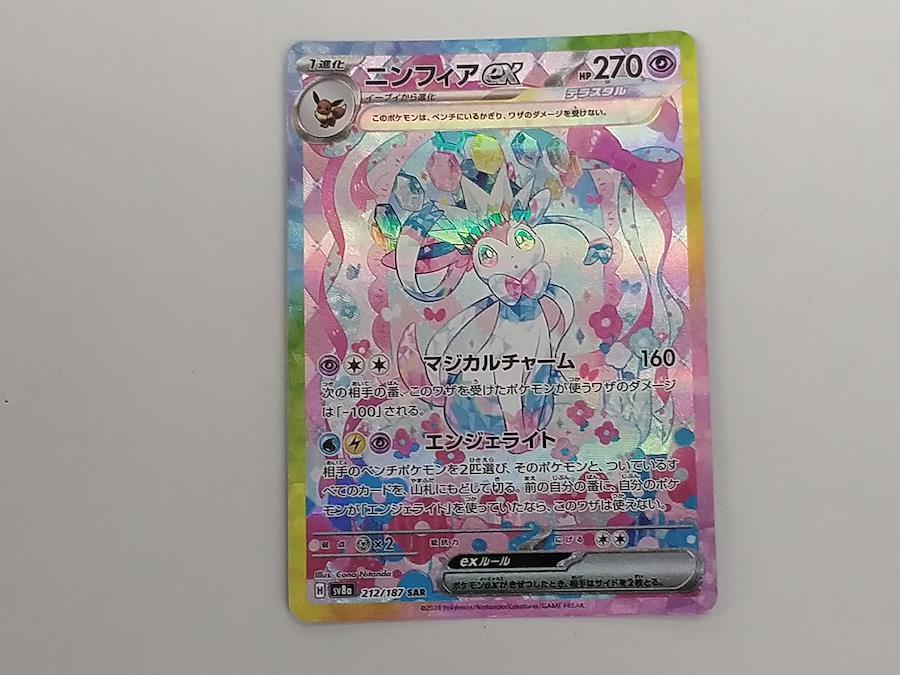 1進化
ニンフィアex
HP270
イーブイから進化
テラスタル
このポケモンは、ベンチにいるかぎり、ワザのダメージを受けない。
マジカルチャーム 160
次の相手の番、このワザを受けたポケモンが使うワザのダメージ
は「-100」される。
エンジェライト
相手のベンチポケモンを2匹選び、そのポケモンと、ついているす
べてのカードを、山札にもどして切る。前の自分の番に、自分のポケ
モンが「エンジェライト」を使っていたなら、このワザは使えない。
弱点 ×2 抵抗力 にげる
exルール
ポケモンexがきぜつしたとき、相手はサイドを2枚とる。
Illus. Cona Nitanda
H sv8a 212/187 SAR
©2024 Pokémon/Nintendo/Creatures/GAME FREAK